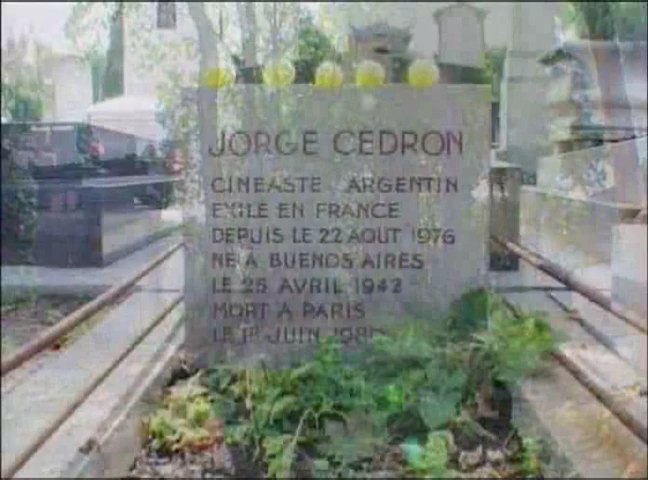 JORGE CEDRON
CINEASTE ARGENTIN
EXILE EN FRANCE
DEPUIS LE 22 AOUT 1976
NE A BUENOS AIRES
LE 25 AVRIL 1942
MORT A PARIS
LE 1ᴱᴿ JUIN 1980